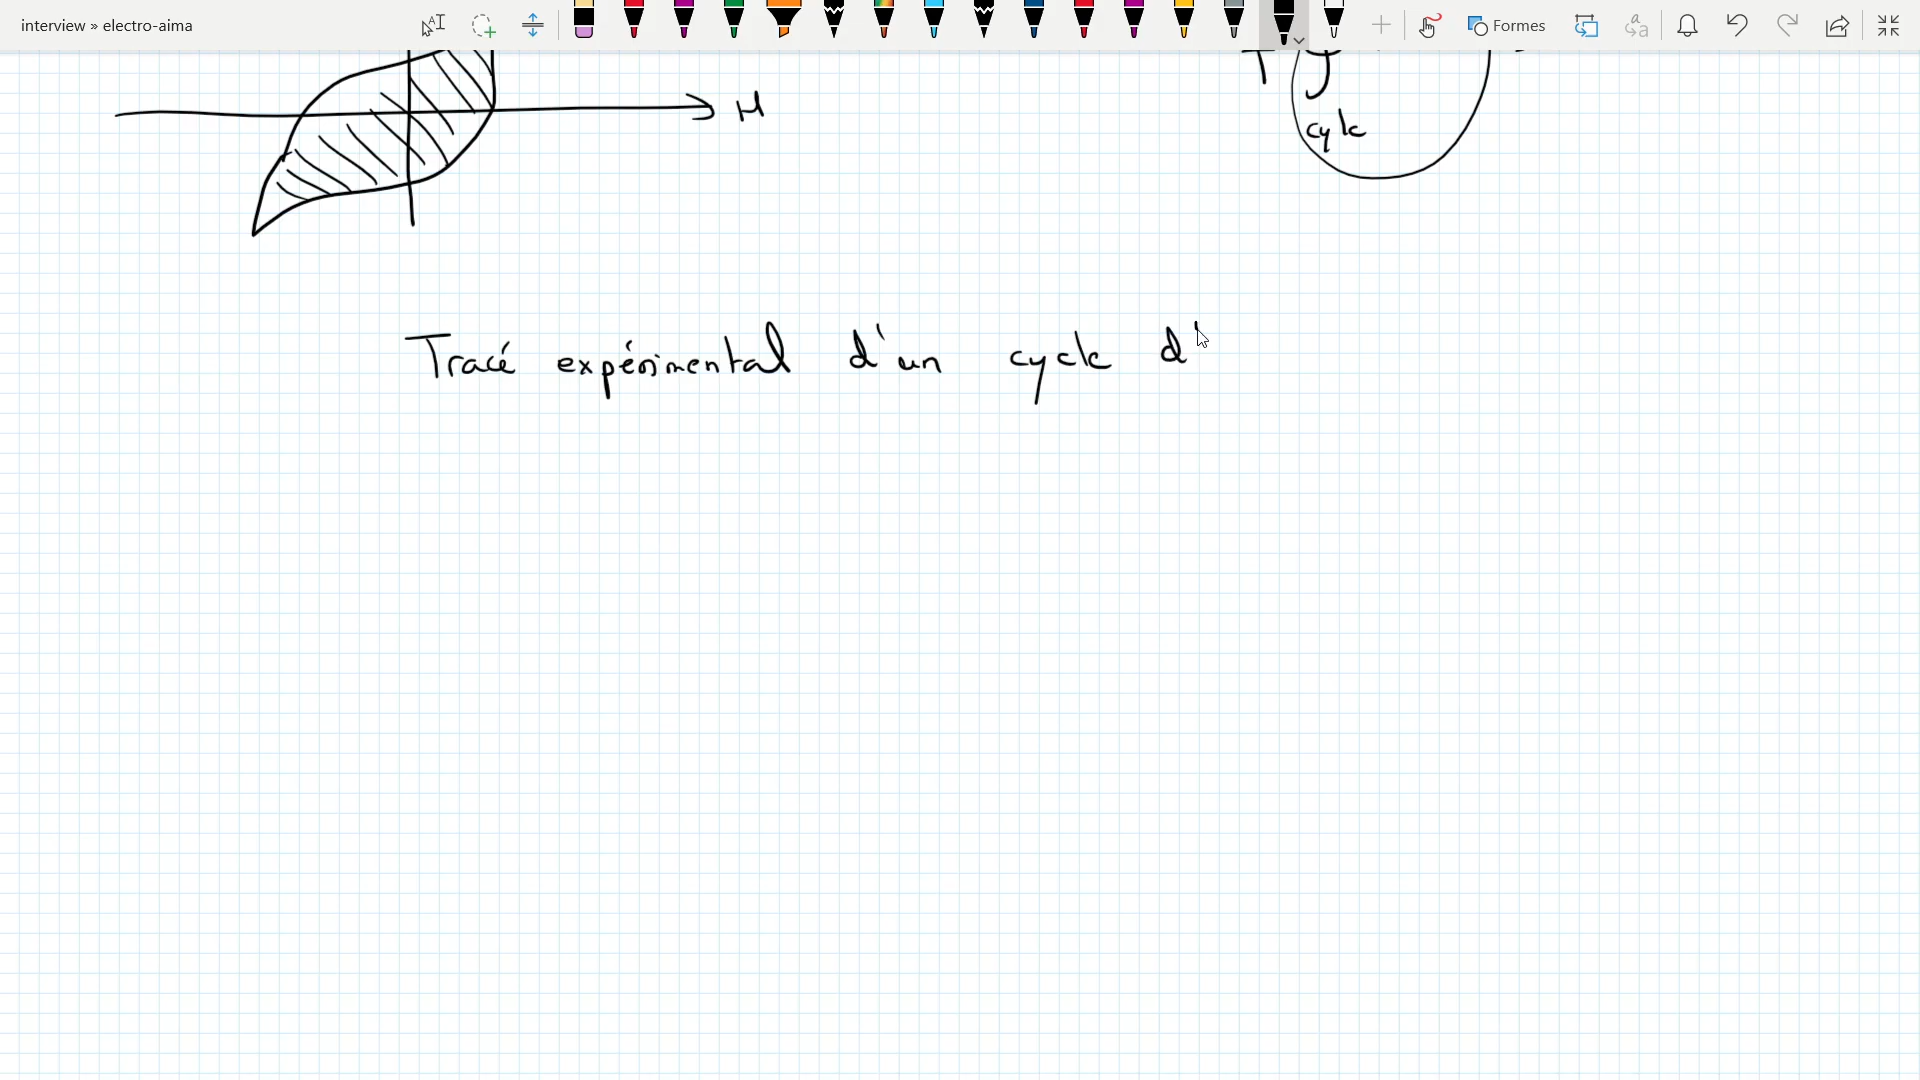 interview » electro-aima
Formes
H
cycle
Tracé expérimental d'un cycle d'